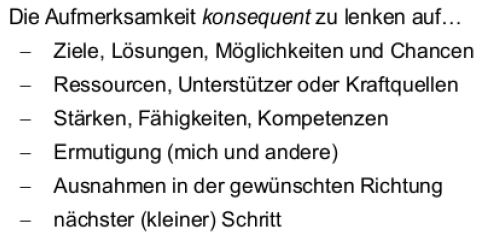 Die Aufmerksamkeit konsequent zu lenken auf…
– Ziele, Lösungen, Möglichkeiten und Chancen
– Ressourcen, Unterstützer oder Kraftquellen
– Stärken, Fähigkeiten, Kompetenzen
– Ermutigung (mich und andere)
– Ausnahmen in der gewünschten Richtung
– nächster (kleiner) Schritt